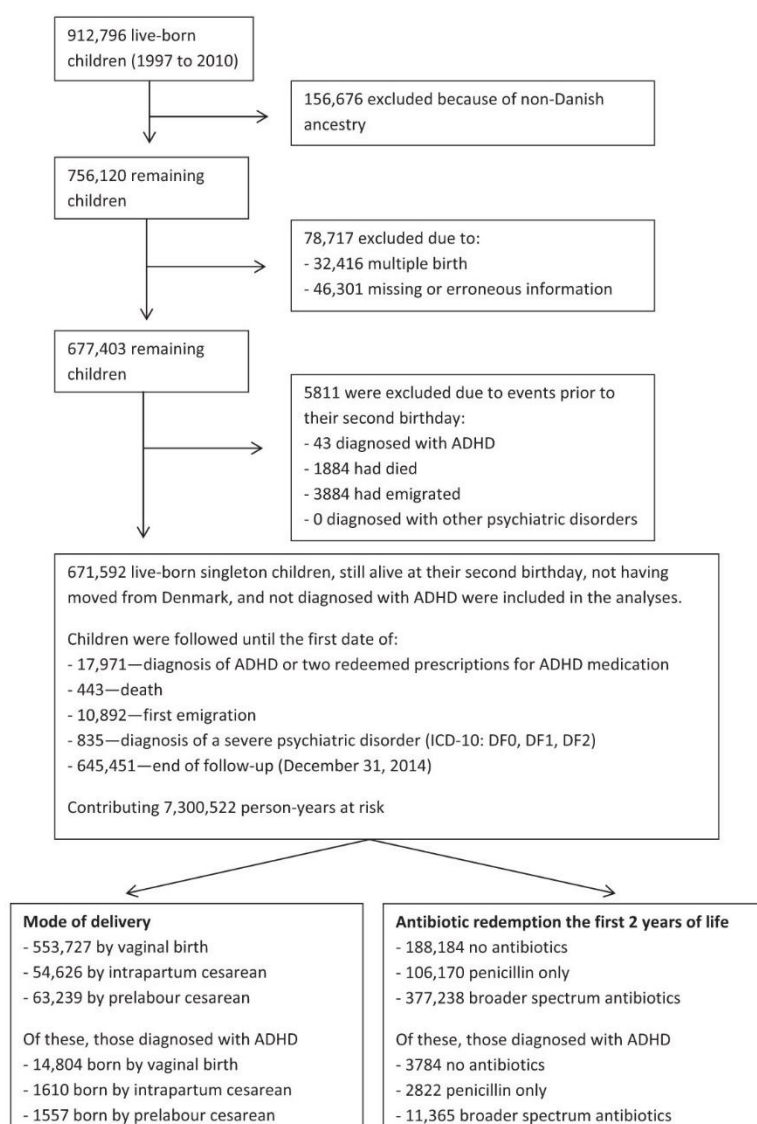 912,796 live-born
children (1997 to 2010)
156,676 excluded because of non-Danish
ancestry
756,120 remaining
children
78,717 excluded due to:
- 32,416 multiple birth
- 46,301 missing or erroneous information
677,403 remaining
children
5811 were excluded due to events prior to
their second birthday:
- 43 diagnosed with ADHD
- 1884 had died
- 3884 had emigrated
- 0 diagnosed with other psychiatric disorders
671,592 live-born singleton children, still alive at their second birthday, not having
moved from Denmark, and not diagnosed with ADHD were included in the analyses.
Children were followed until the first date of:
- 17,971—diagnosis of ADHD or two redeemed prescriptions for ADHD medication
- 443—death
- 10,892—first emigration
- 835—diagnosis of a severe psychiatric disorder (ICD-10: DF0, DF1, DF2)
- 645,451—end of follow-up (December 31, 2014)
Contributing 7,300,522 person-years at risk
Mode of delivery
- 553,727 by vaginal birth
- 54,626 by intrapartum cesarean
- 63,239 by prelabour cesarean
Of these, those diagnosed with ADHD
- 14,804 born by vaginal birth
- 1610 born by intrapartum cesarean
- 1557 born by prelabour cesarean
Antibiotic redemption the first 2 years of life
- 188,184 no antibiotics
- 106,170 penicillin only
- 377,238 broader spectrum antibiotics
Of these, those diagnosed with ADHD
- 3784 no antibiotics
- 2822 penicillin only
- 11,365 broader spectrum antibiotics